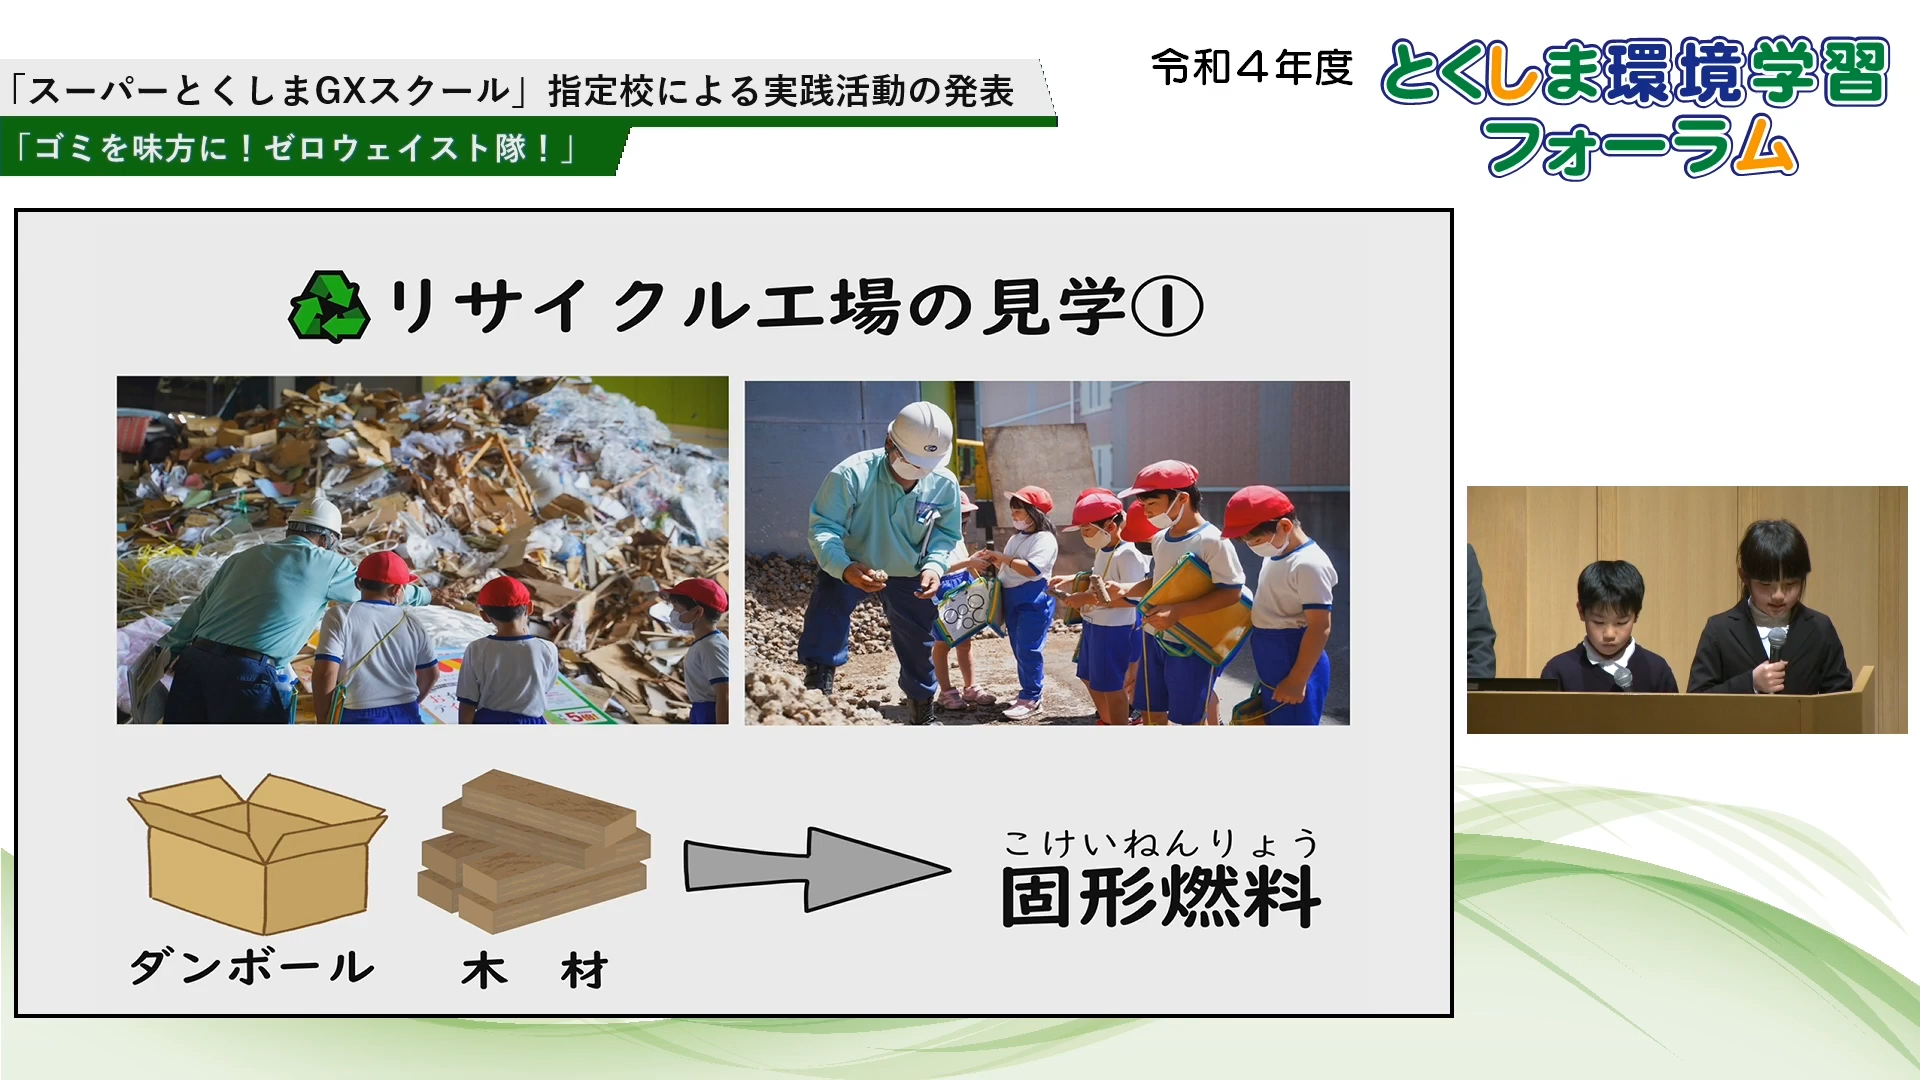 「スーパーとくしまGXスクール」指定校による実践活動の発表
「ゴミを味方に！ゼロウェイスト隊！」
令和４年度
とくしま環境学習
フォーラム
リサイクル工場の見学①
こけいねんりょう
固形燃料
ダンボール
木 材